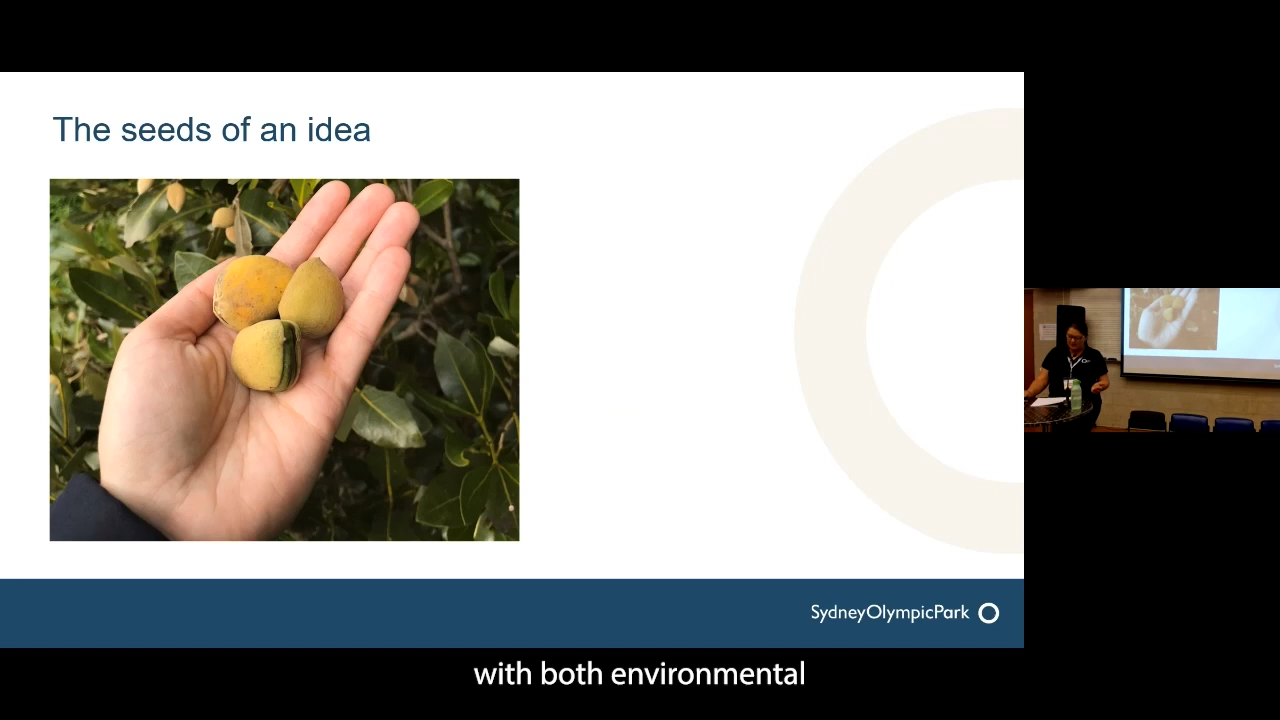 The seeds of an idea
SydneyOlympicPark
with both environmental